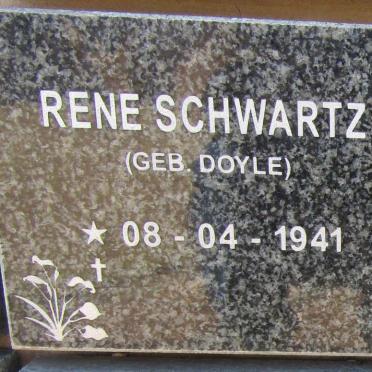 RENE SCHWARTZ
(GEB. DOYLE)
★ 08 - 04 - 1941
✝